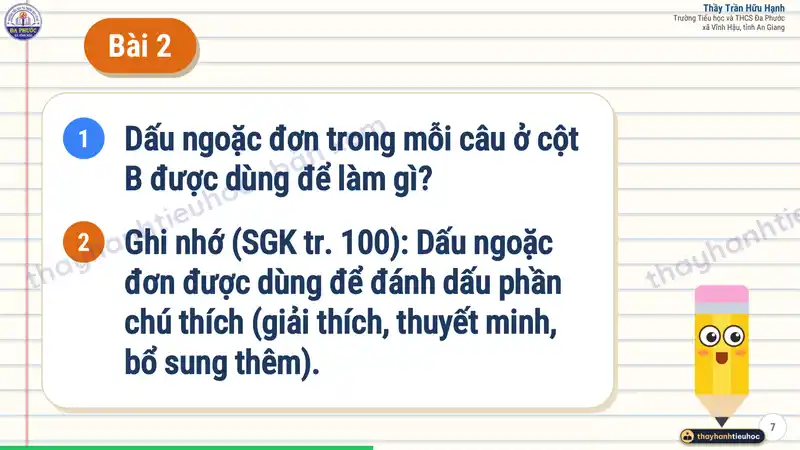 Thầy Trần Hữu Hạnh
Trường Tiểu học và THCS Đa Phước
xã Vĩnh Hậu, tỉnh An Giang
ĐA PHƯỚC
Bài 2
1
Dấu ngoặc đơn trong mỗi câu ở cột
B được dùng để làm gì?
2
Ghi nhớ (SGK tr. 100): Dấu ngoặc
đơn được dùng để đánh dấu phần
chú thích (giải thích, thuyết minh,
bổ sung thêm).
7
thayhanhtieuhoc